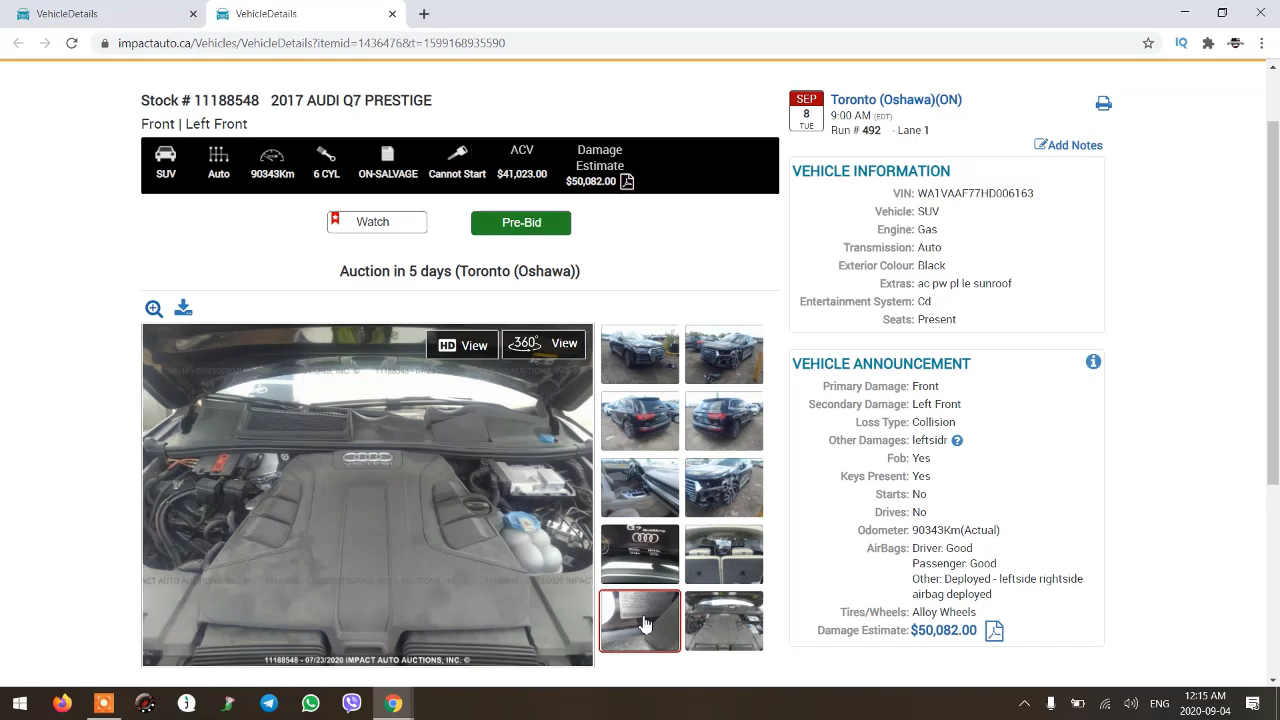 VehicleDetails
VehicleDetails
impactauto.ca/Vehicles/VehicleDetails?itemid=1436476&t=1599168935590
IQ
Stock # 11188548 2017 AUDI Q7 PRESTIGE
Front | Left Front
SUV
Auto
90343Km
6 CYL
ON-SALVAGE
Cannot Start
ACV
$41,023.00
Damage
Estimate
$50,082.00
Watch
Pre-Bid
Auction in 5 days (Toronto (Oshawa))
HD View
360° View
11188548 - 07/23/2020 IMPACT AUTO AUCTIONS, INC. ©
SEP
8
TUE
Toronto (Oshawa)(ON)
9:00 AM (EDT)
Run # 492 - Lane 1
Add Notes
VEHICLE INFORMATION
VIN: WA1VAAF77HD006163
Vehicle: SUV
Engine: Gas
Transmission: Auto
Exterior Colour: Black
Extras: ac pw pl le sunroof
Entertainment System: Cd
Seats: Present
VEHICLE ANNOUNCEMENT
Primary Damage: Front
Secondary Damage: Left Front
Loss Type: Collision
Other Damages: leftsidr ?
Fob: Yes
Keys Present: Yes
Starts: No
Drives: No
Odometer: 90343Km(Actual)
AirBags: Driver: Good
Passenger: Good
Other: Deployed - leftside rightside
airbag deployed
Tires/Wheels: Alloy Wheels
Damage Estimate: $50,082.00
ENG
12:15 AM
2020-09-04